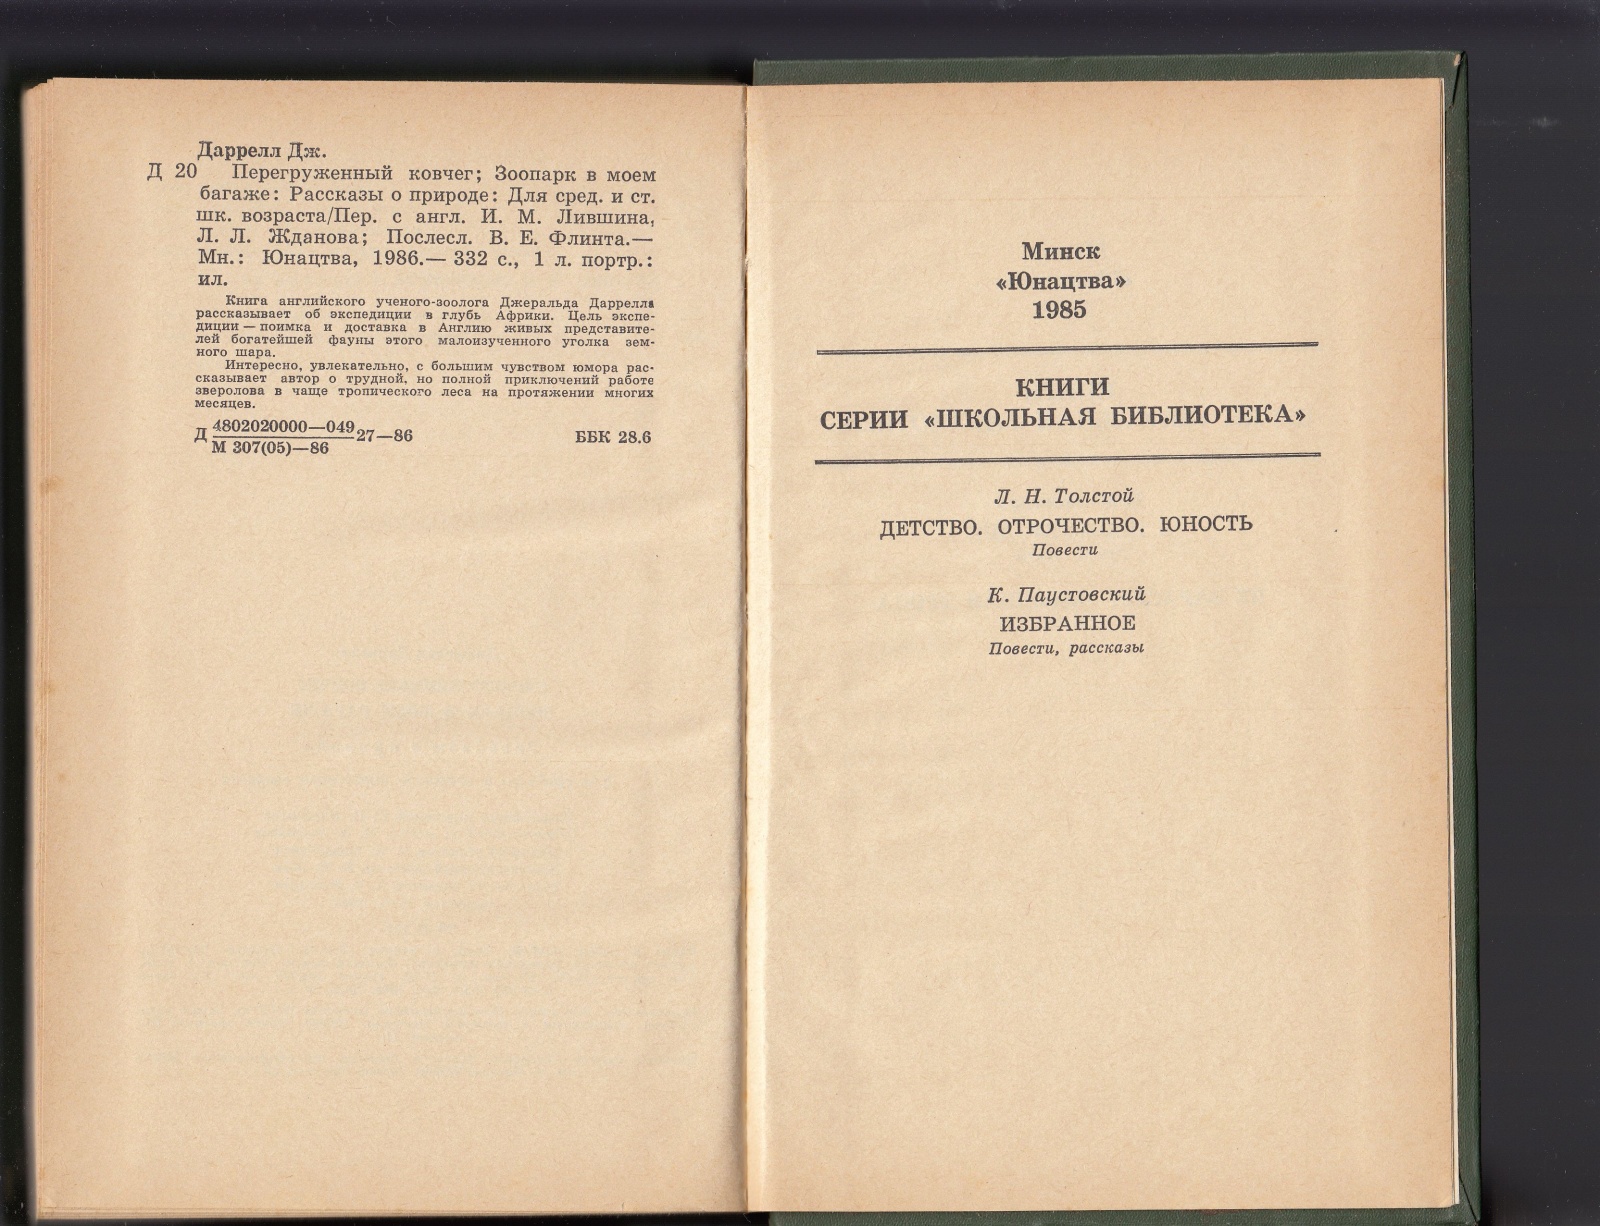 Даррелл Дж.
Д 20 Перегруженный ковчег; Зоопарк в моем
багаже: Рассказы о природе: Для сред. и ст.
шк. возраста/Пер. с англ. И. М. Лившина,
Л. Л. Жданова; Послесл. В. Е. Флинта.—
Мн.: Юнацтва, 1986.— 332 с., 1 л. портр.:
ил.
Книга английского ученого-зоолога Джеральда Даррелла
рассказывает об экспедиции в глубь Африки. Цель экспе-
диции — поимка и доставка в Англию живых представите-
лей богатейшей фауны этого малоизученного уголка зем-
ного шара.
Интересно, увлекательно, с большим чувством юмора рас-
сказывает автор о трудной, но полной приключений работе
зверолова в чаще тропического леса на протяжении многих
месяцев.
4802020000—049
Д 27—86 ББК 28.6
М 307(05)—86
Минск
«Юнацтва»
1985
КНИГИ
СЕРИИ «ШКОЛЬНАЯ БИБЛИОТЕКА»
Л. Н. Толстой
ДЕТСТВО. ОТРОЧЕСТВО. ЮНОСТЬ
Повести
К. Паустовский
ИЗБРАННОЕ
Повести, рассказы